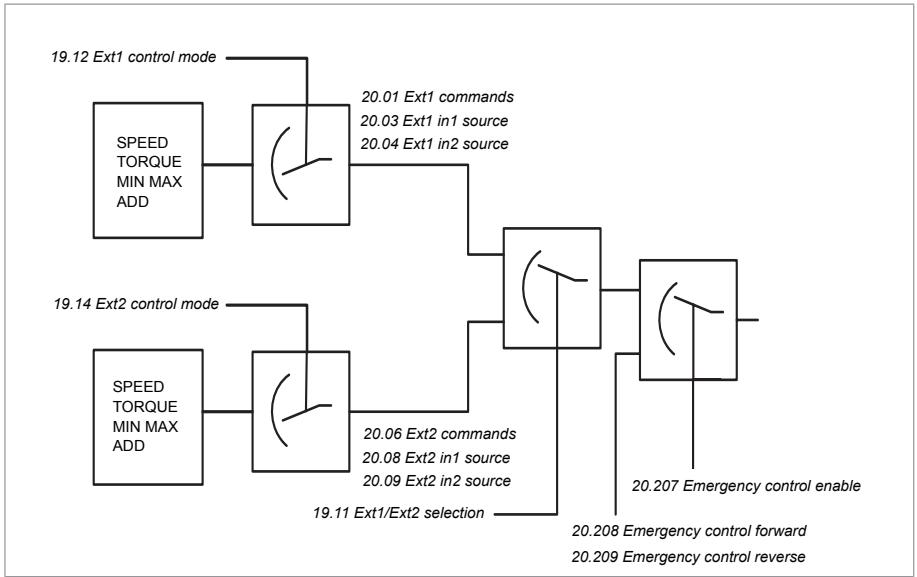 19.12 Ext1 control mode
20.01 Ext1 commands
20.03 Ext1 in1 source
20.04 Ext1 in2 source
SPEED
TORQUE
MIN MAX
ADD
19.14 Ext2 control mode
SPEED
TORQUE
MIN MAX
ADD
20.06 Ext2 commands
20.08 Ext2 in1 source
20.09 Ext2 in2 source
19.11 Ext1/Ext2 selection
20.207 Emergency control enable
20.208 Emergency control forward
20.209 Emergency control reverse